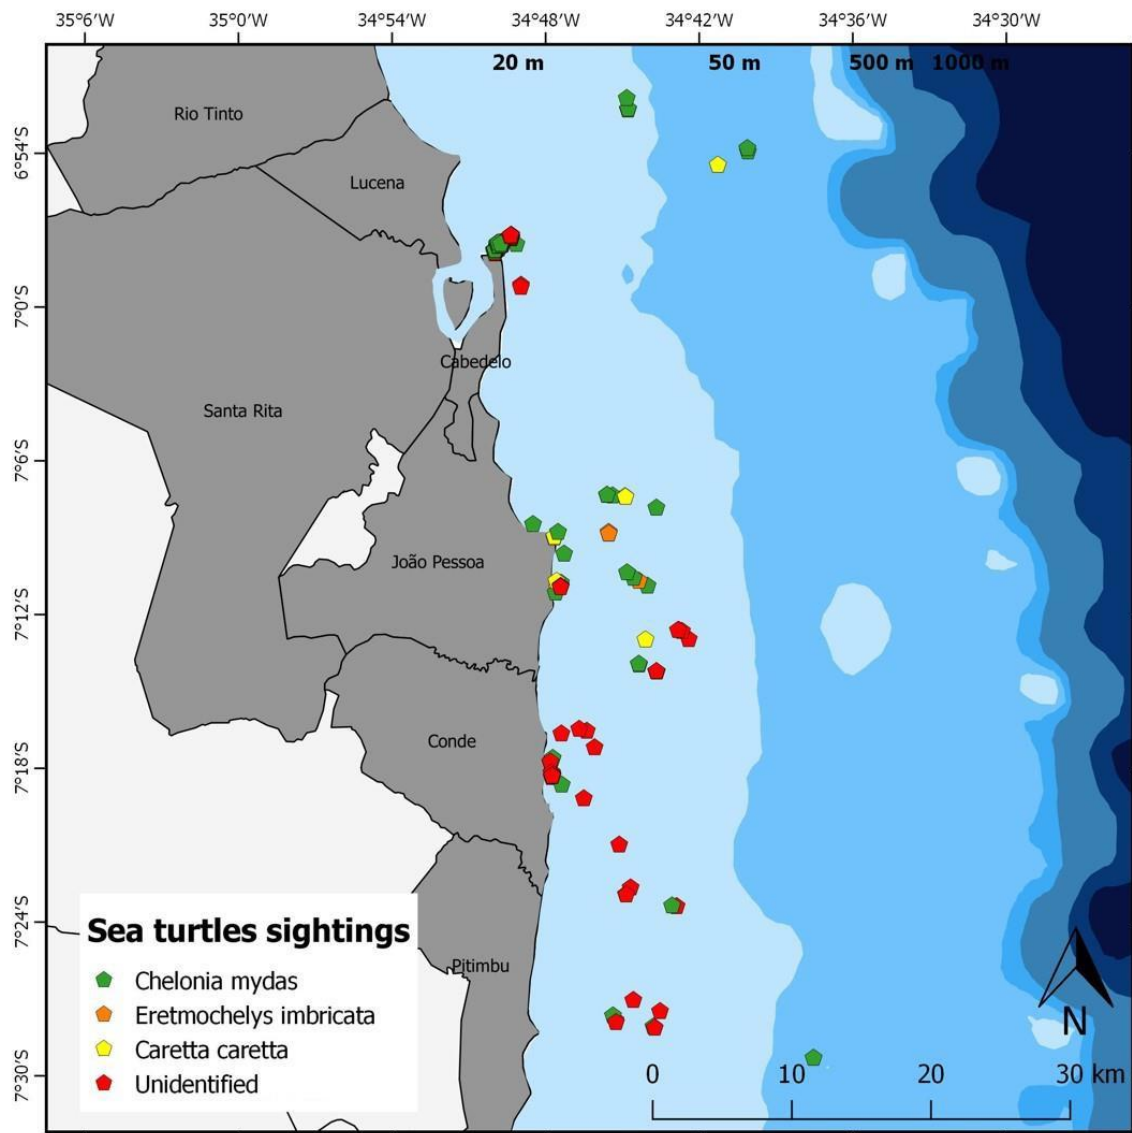 35°6′W 35°0′W 34°54′W 34°48′W 34°42′W 34°36′W 34°30′W
20 m 50 m 500 m 1000 m
Rio Tinto
6°54′S
Lucena
7°0′S
Cabedelo
Santa Rita
7°6′S
João Pessoa
7°12′S
Conde
7°18′S
7°24′S
Sea turtles sightings
Pitimbu
Chelonia mydas
Eretmochelys imbricata
Caretta caretta
Unidentified
N
7°30′S
0 10 20 30 km